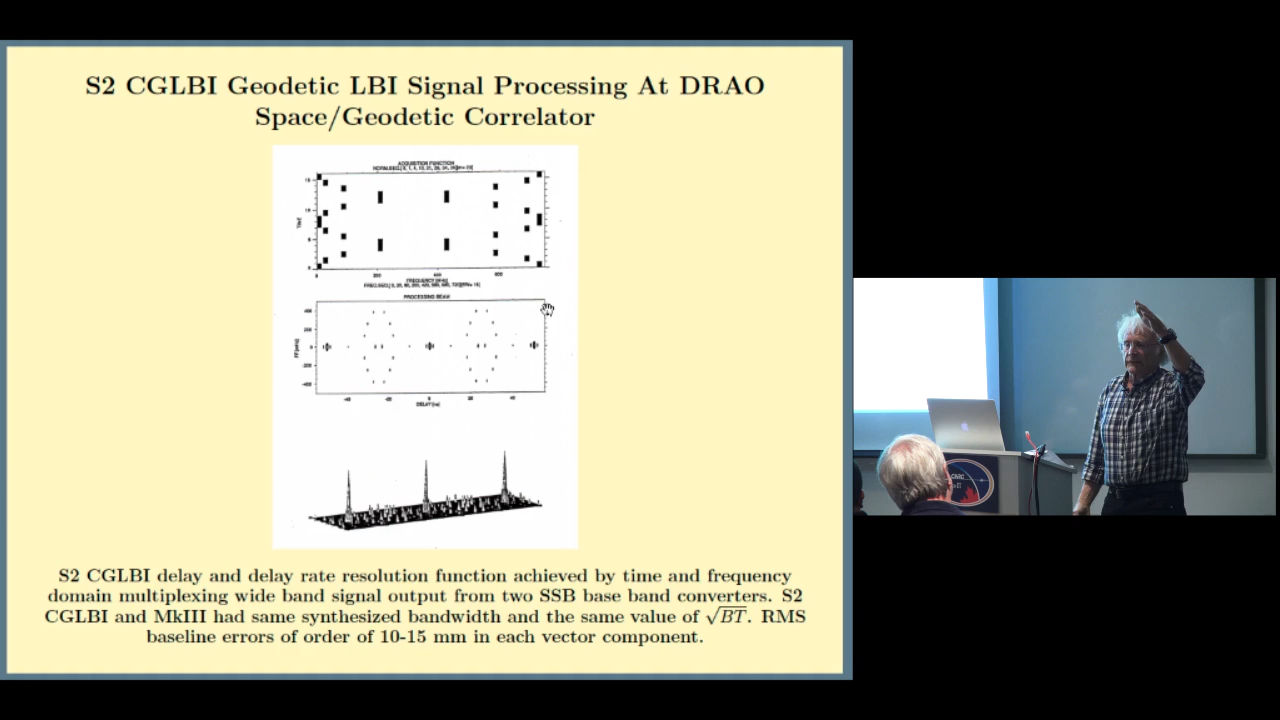 S2 CGLBI Geodetic LBI Signal Processing At DRAO
Space/Geodetic Correlator
ACQUISITION FUNCTION
FREQUENCY
PROCESSING BEAM
DELAY
S2 CGLBI delay and delay rate resolution function achieved by time and frequency
domain multiplexing wide band signal output from two SSB base band converters. S2
CGLBI and MkIII had same synthesized bandwidth and the same value of √BT. RMS
baseline errors of order of 10-15 mm in each vector component.